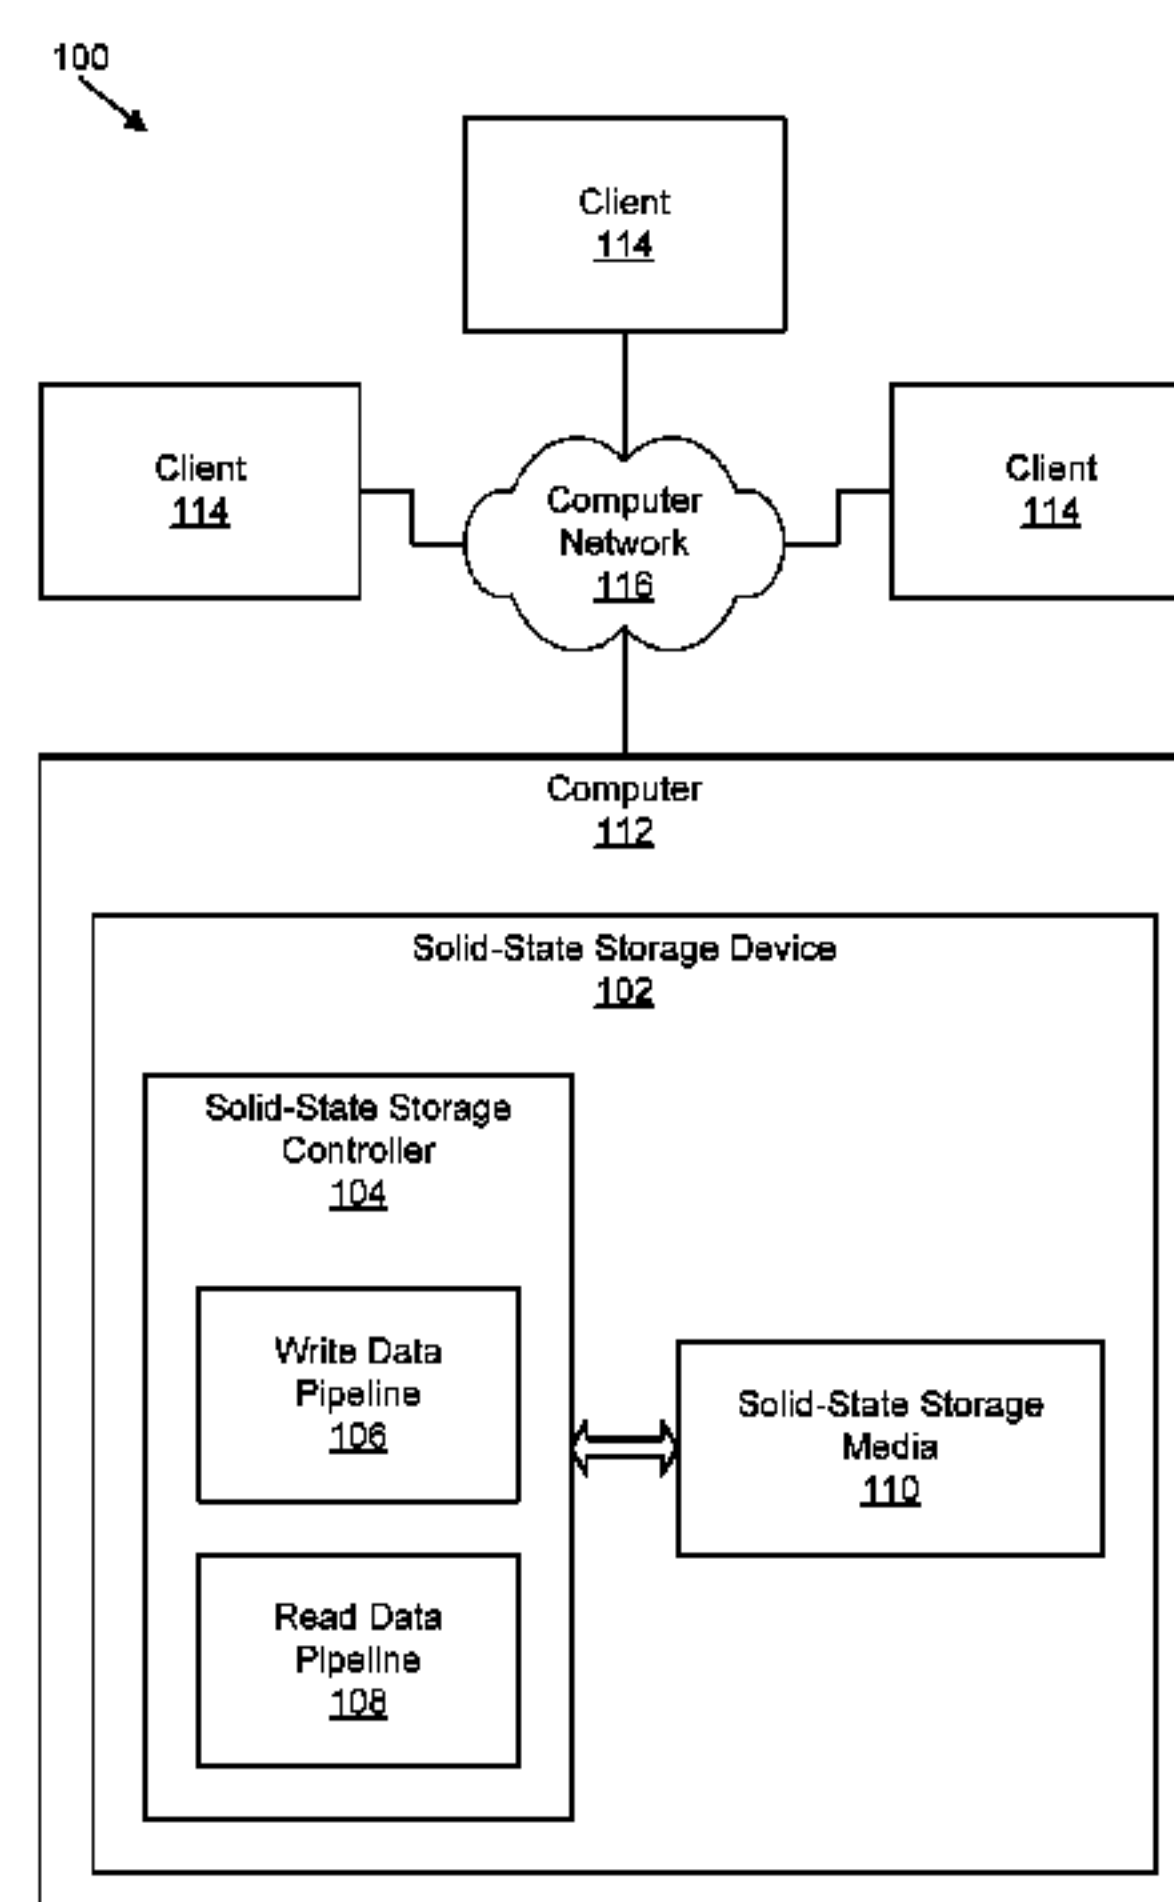 100
Client
114
Client
114
Client
114
Computer
Network
116
Computer
112
Solid-State Storage Device
102
Solid-State Storage
Controller
104
Write Data
Pipeline
106
Solid-State Storage
Media
110
Read Data
Pipeline
108